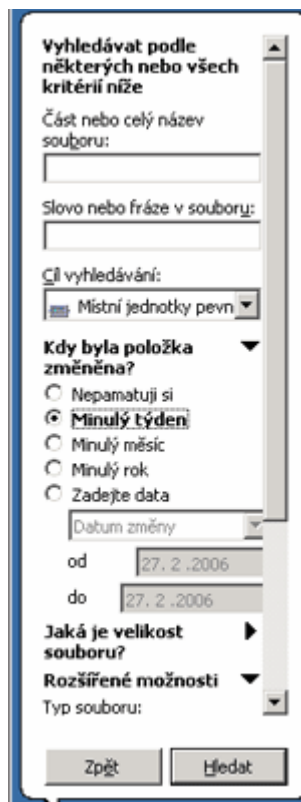 Vyhledávat podle
některých nebo všech
kritérií níže
Část nebo celý název
souboru:
Slovo nebo fráze v souboru:
Cíl vyhledávání:
Místní jednotky pevn
Kdy byla položka
změněna?
Nepamatuji si
Minulý týden
Minulý měsíc
Minulý rok
Zadejte data
Datum změny
od 27. 2 .2006
do 27. 2 .2006
Jaká je velikost
souboru?
Rozšířené možnosti
Typ souboru:
Zpět Hledat